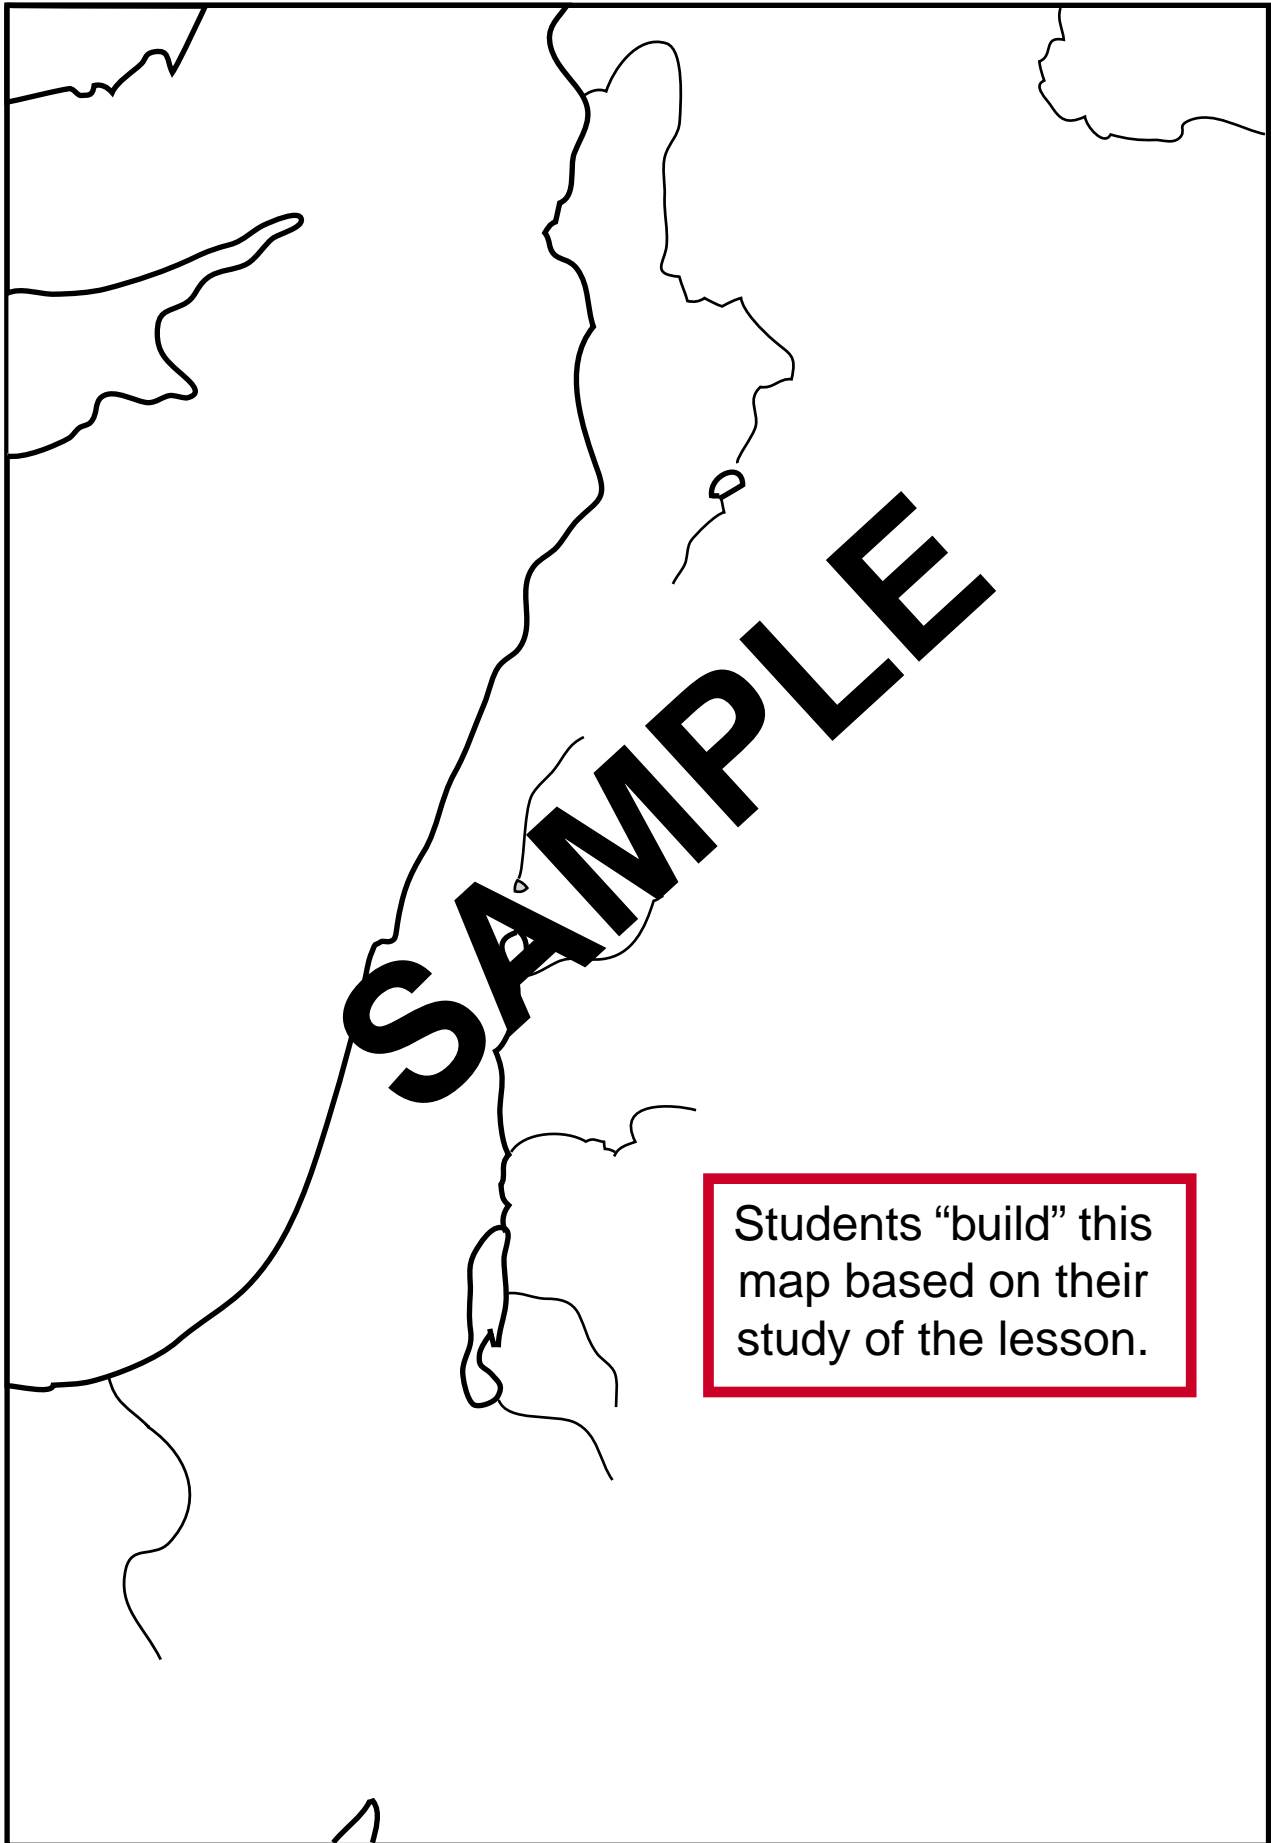 SAMPLE
Students “build” this
map based on their
study of the lesson.